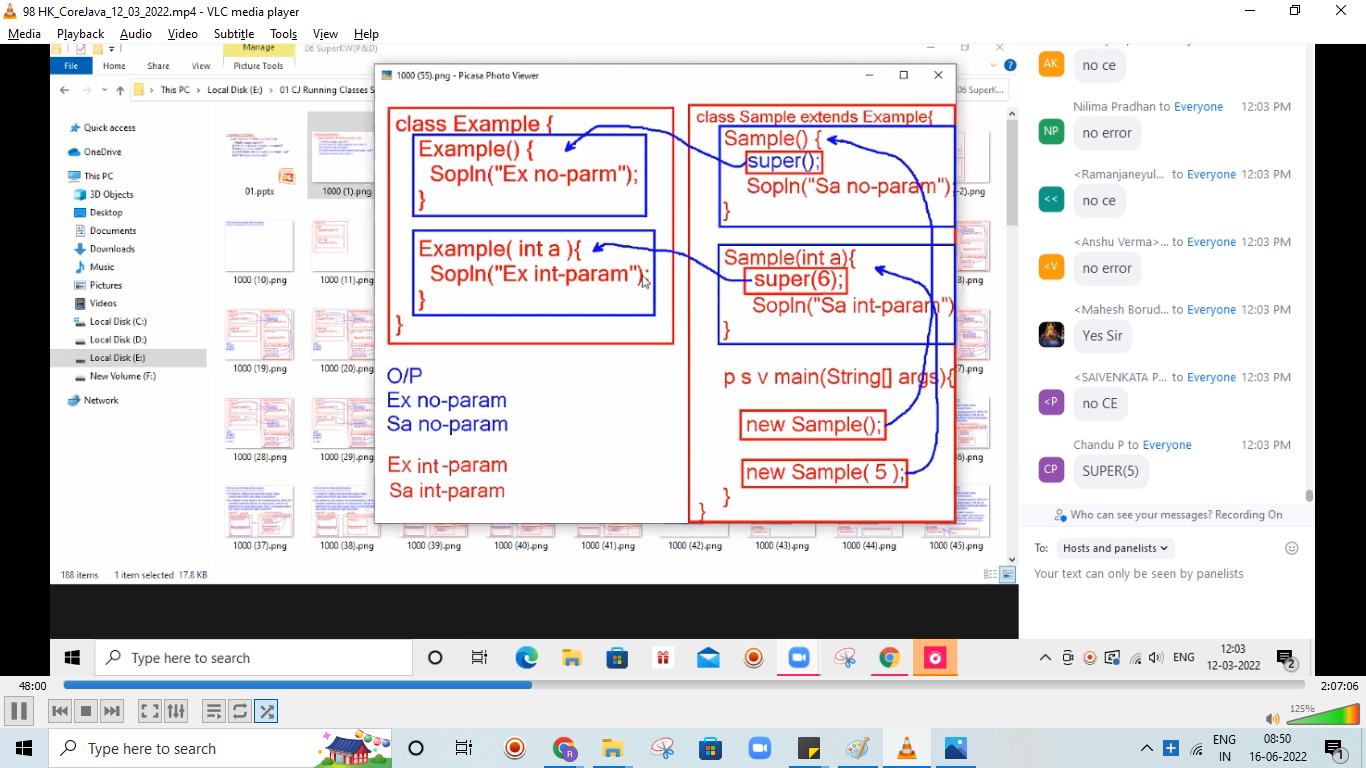 98 HK_CoreJava_12_03_2022.mp4 - VLC media player
Media Playback Audio Video Subtitle Tools View Help
Manage
06 SuperKW(P&D)
File Home Share View Picture Tools
This PC > Local Disk (E:) > 01 CJ Running Classes S
06 SuperK...
Quick access
OneDrive
This PC
3D Objects
Desktop
Documents
Downloads
Music
Pictures
Videos
Local Disk (C:)
Local Disk (D:)
Local Disk (E:)
New Volume (F:)
Network
01.pptx
1000 (1).png
1000 (10).png
1000 (11).png
1000 (19).png
1000 (20).png
1000 (28).png
1000 (29).png
1000 (37).png
1000 (38).png
1000 (39).png
1000 (40).png
1000 (41).png
1000 (42).png
1000 (43).png
1000 (44).png
1000 (45).png
188 items 1 item selected 17.8 KB
1000 (55).png - Picasa Photo Viewer
class Example {
Example() {
Sopln("Ex no-parm");
}
Example( int a ){
Sopln("Ex int-param");
}
}
O/P
Ex no-param
Sa no-param
Ex int-param
Sa int-param
class Sample extends Example{
Sample() {
super();
Sopln("Sa no-param")
}
Sample(int a){
super(6);
Sopln("Sa int-param")
}
p s v main(String[] args){
new Sample();
new Sample( 5 );
}
}
AK
no ce
Nilima Pradhan to Everyone 12:03 PM
NP
no error
<Ramanjaneyul... to Everyone 12:03 PM
<<
no ce
<Anshu Verma>... to Everyone 12:03 PM
<V
no error
<Mahesh Borud... to Everyone 12:03 PM
Yes Sir
<SAVENKATA P... to Everyone 12:03 PM
<P
no CE
Chandu P to Everyone 12:03 PM
CP
SUPER(5)
Who can see your messages? Recording On
To: Hosts and panelists
Your text can only be seen by panelists
Type here to search
ENG
12:03
12-03-2022
2
48:00
2:07:06
125%
Type here to search
R
ENG
IN
08:50
16-06-2022
1